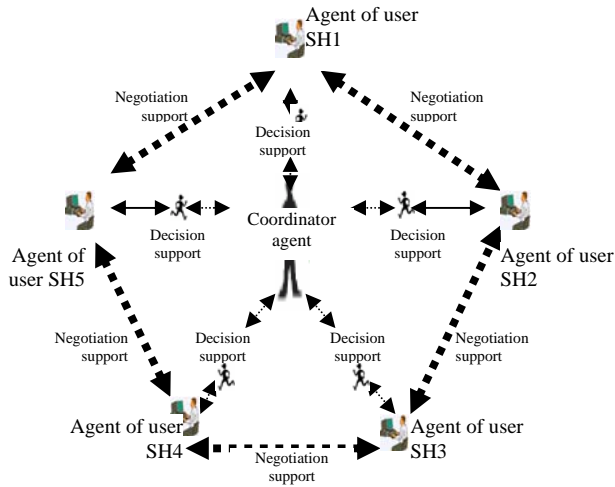 Agent of user
SH1
Negotiation
support
Negotiation
support
Decision
support
Coordinator
agent
Decision
support
Decision
support
Agent of
user SH5
Agent of user
SH2
Negotiation
support
Decision
support
Decision
support
Negotiation
support
Agent of user
SH4
Agent of user
SH3
Negotiation
support